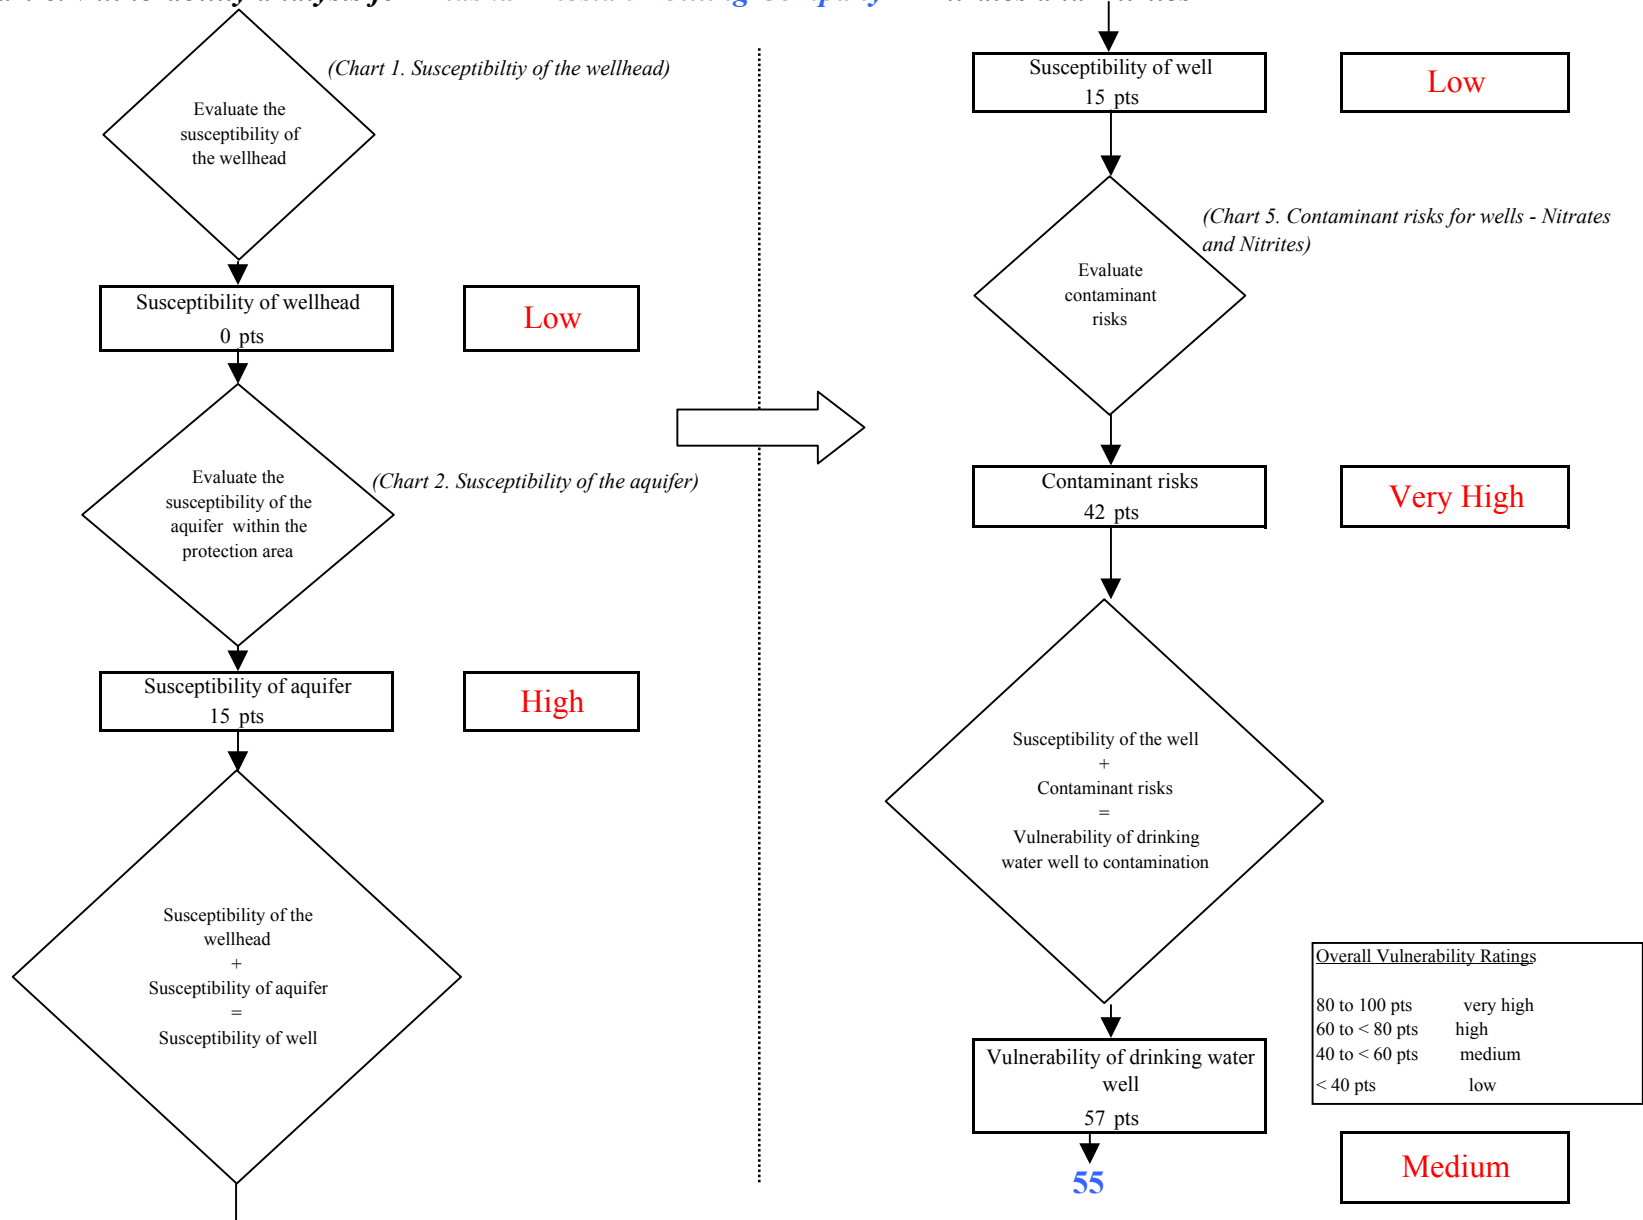 (Chart 1. Susceptibiltiy of the wellhead)
Evaluate the
susceptibility of
the wellhead
Susceptibility of wellhead
0 pts
Low
Evaluate the
susceptibility of the
aquifer within the
protection area
(Chart 2. Susceptibility of the aquifer)
Susceptibility of aquifer
15 pts
High
Susceptibility of the
wellhead
+
Susceptibility of aquifer
=
Susceptibility of well
Susceptibility of well
15 pts
Low
(Chart 5. Contaminant risks for wells - Nitrates
and Nitrites)
Evaluate
contaminant
risks
Contaminant risks
42 pts
Very High
Susceptibility of the well
+
Contaminant risks
=
Vulnerability of drinking
water well to contamination
Overall Vulnerability Ratings
80 to 100 pts very high
60 to < 80 pts high
40 to < 60 pts medium
< 40 pts low
Vulnerability of drinking water
well
57 pts
55
Medium